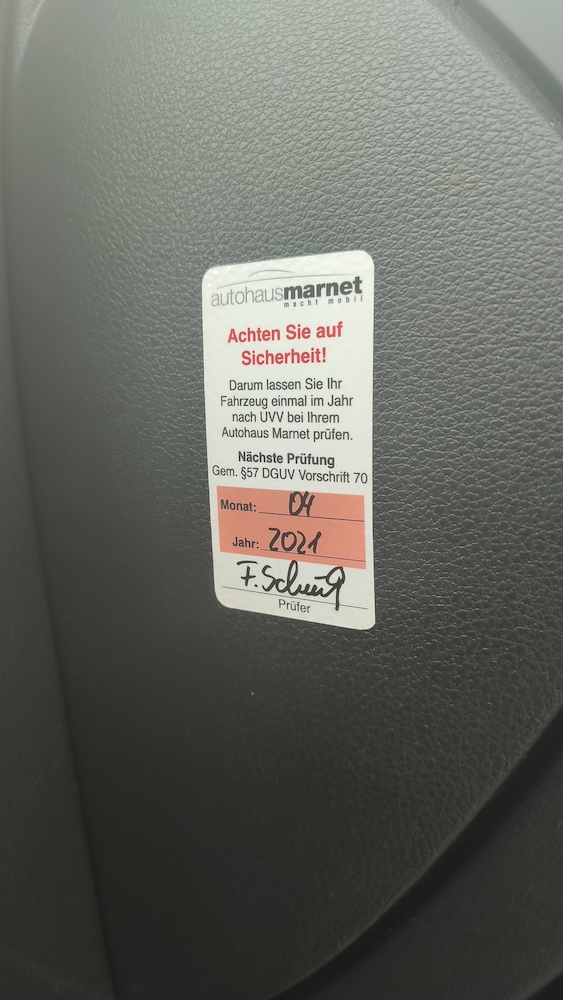 autohausmarnet
macht mobil
Achten Sie auf
Sicherheit!
Darum lassen Sie Ihr
Fahrzeug einmal im Jahr
nach UVV bei Ihrem
Autohaus Marnet prüfen.
Nächste Prüfung
Gem. §57 DGUV Vorschrift 70
Monat: 04
Jahr: 2021
F.
Prüfer